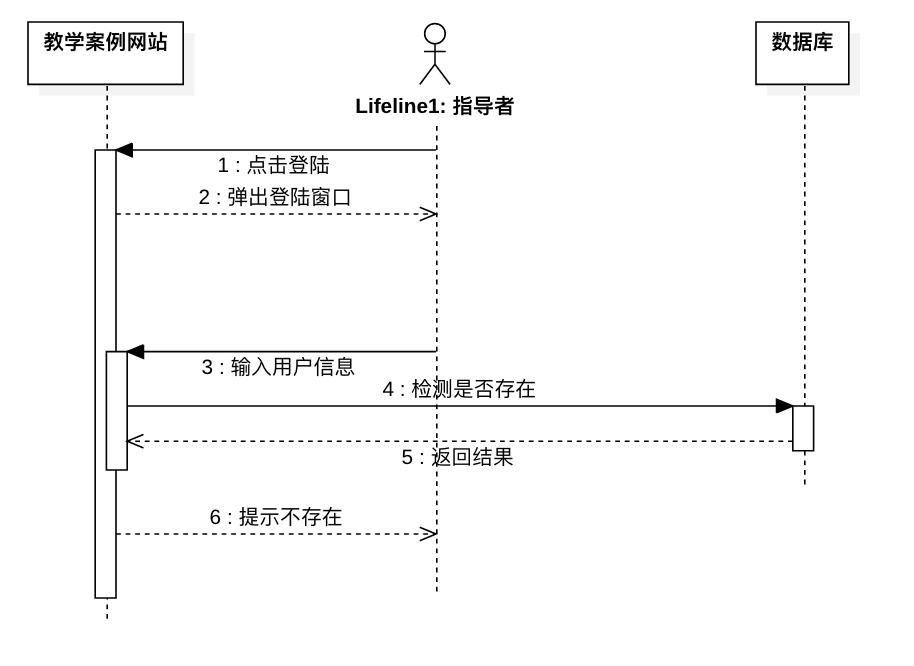 教学案例网站
Lifeline1: 指导者
数据库
1 : 点击登陆
2 : 弹出登陆窗口
3 : 输入用户信息
4 : 检测是否存在
5 : 返回结果
6 : 提示不存在